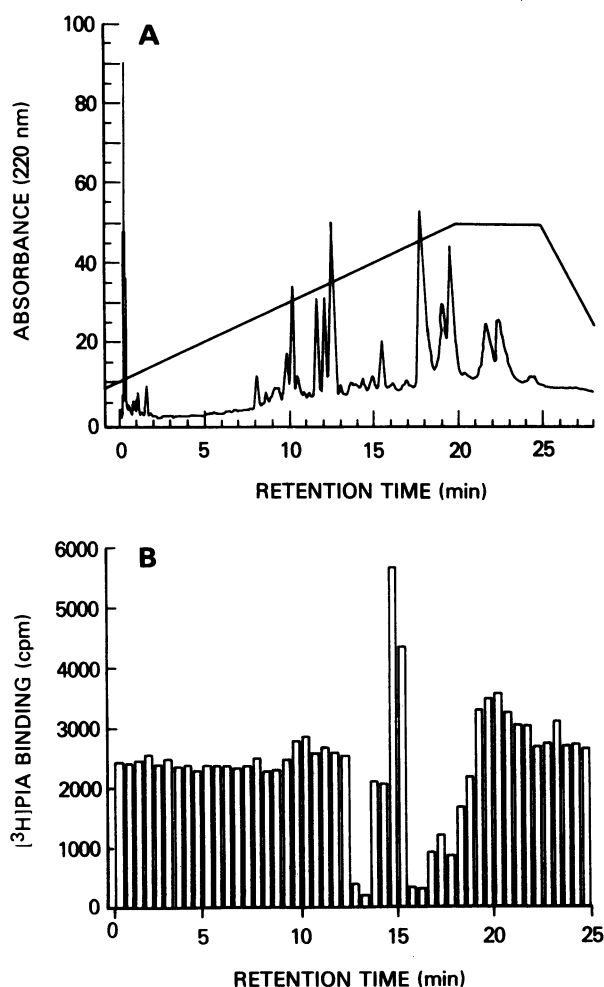 A
ABSORBANCE (220 nm)
100
80
60
40
20
0
0 5 10 15 20 25
RETENTION TIME (min)
B
[³H]PIA BINDING (cpm)
6000
5000
4000
3000
2000
1000
0
0 5 10 15 20 25
RETENTION TIME (min)